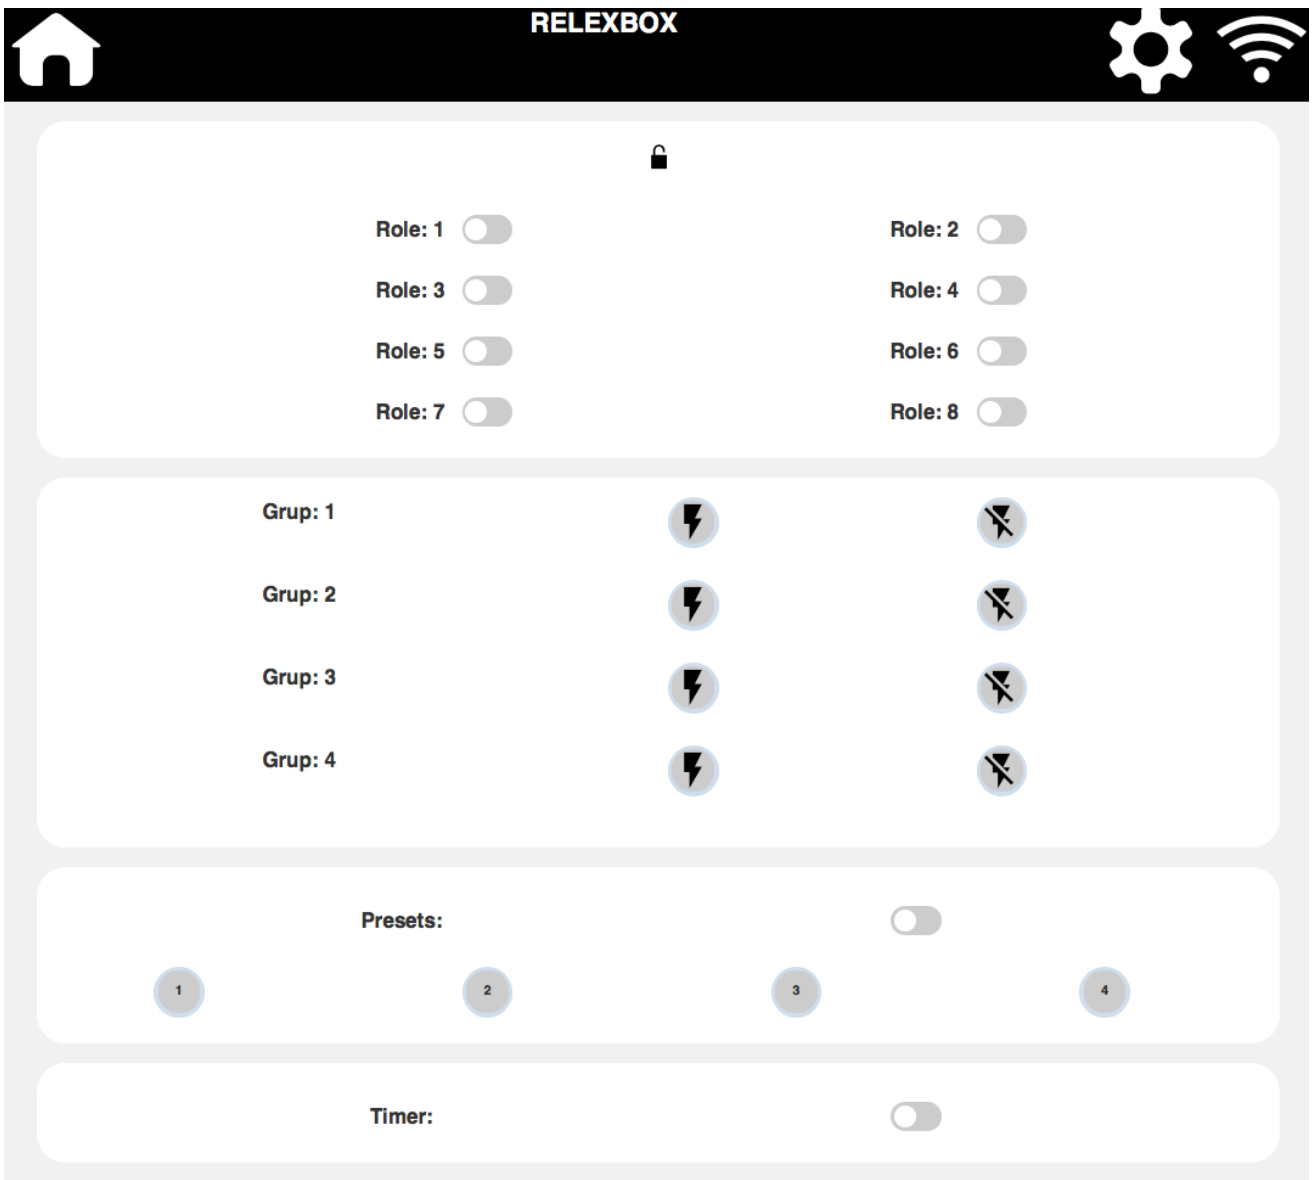 RELEXBOX
Role: 1
Role: 2
Role: 3
Role: 4
Role: 5
Role: 6
Role: 7
Role: 8
Grup: 1
Grup: 2
Grup: 3
Grup: 4
Presets:
1
2
3
4
Timer: